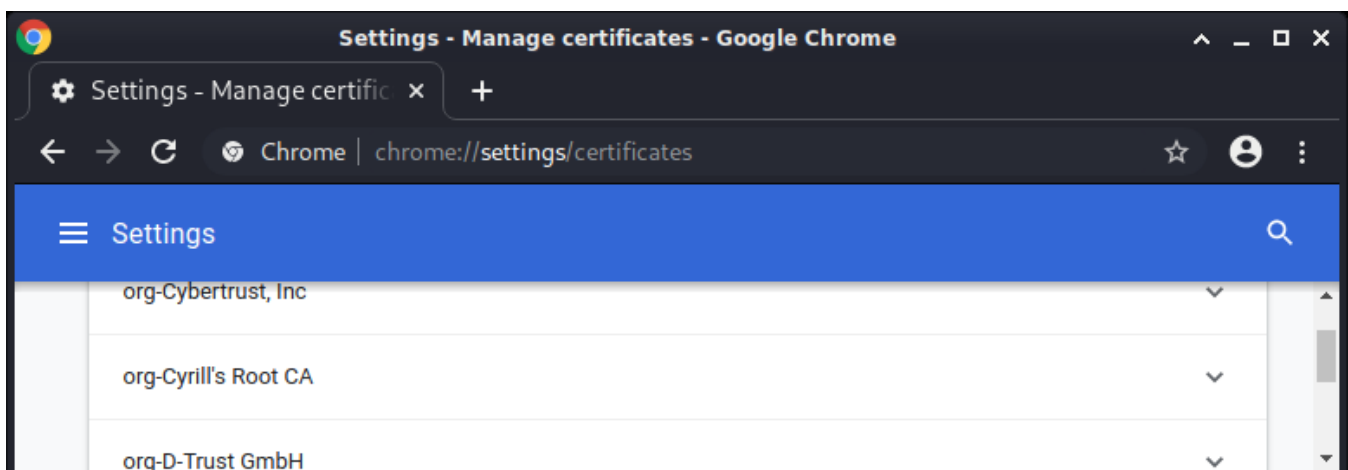 Settings - Manage certificates - Google Chrome
Settings - Manage certific
Chrome | chrome://settings/certificates
Settings
org-Cybertrust, Inc
org-Cyrill's Root CA
org-D-Trust GmbH